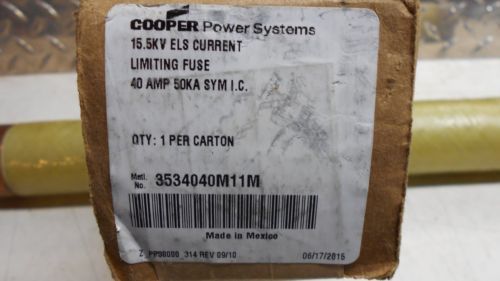 COOPER Power Systems
15.5KV ELS CURRENT
LIMITING FUSE
40 AMP 50KA SYM I.C.
QTY: 1 PER CARTON
Matl.
No. 3534040M11M
Made in Mexico
Z PP98000 314 REV 09/10 06/17/2015